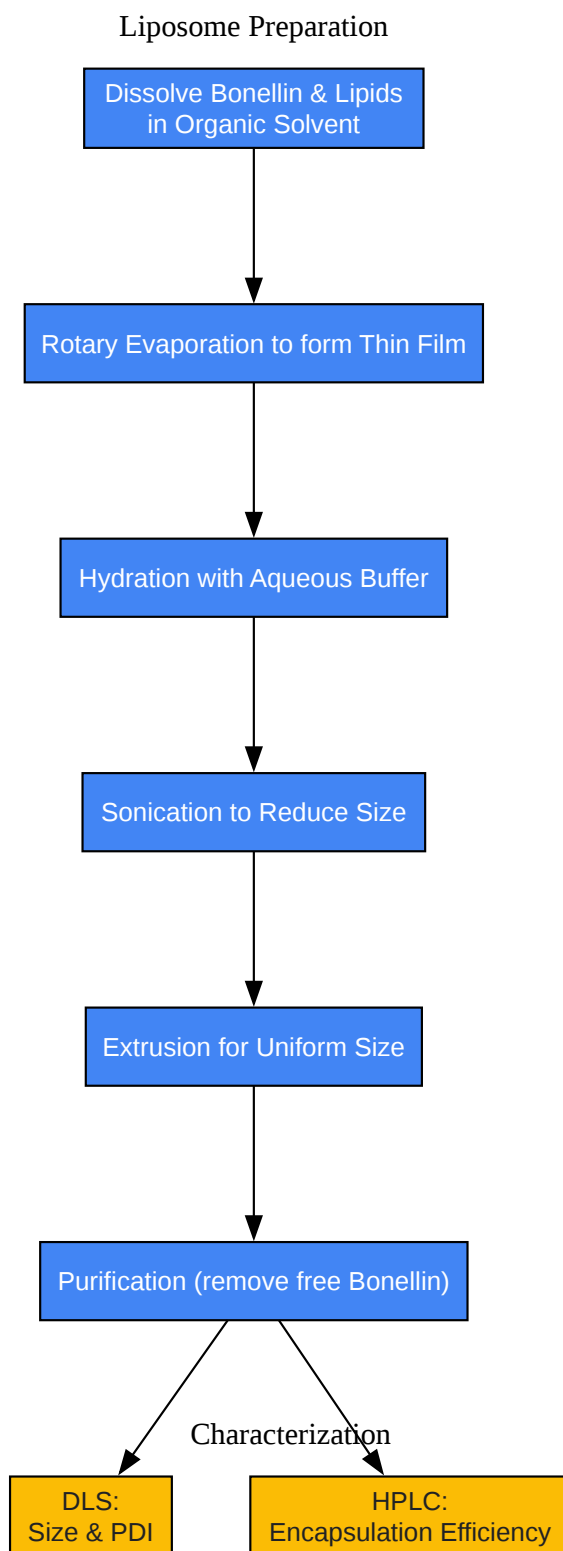 Liposome Preparation
Dissolve Bonellin & Lipids
in Organic Solvent
Rotary Evaporation to form Thin Film
Hydration with Aqueous Buffer
Sonication to Reduce Size
Extrusion for Uniform Size
Purification (remove free Bonellin)
Characterization
DLS:
Size & PDI
HPLC:
Encapsulation Efficiency